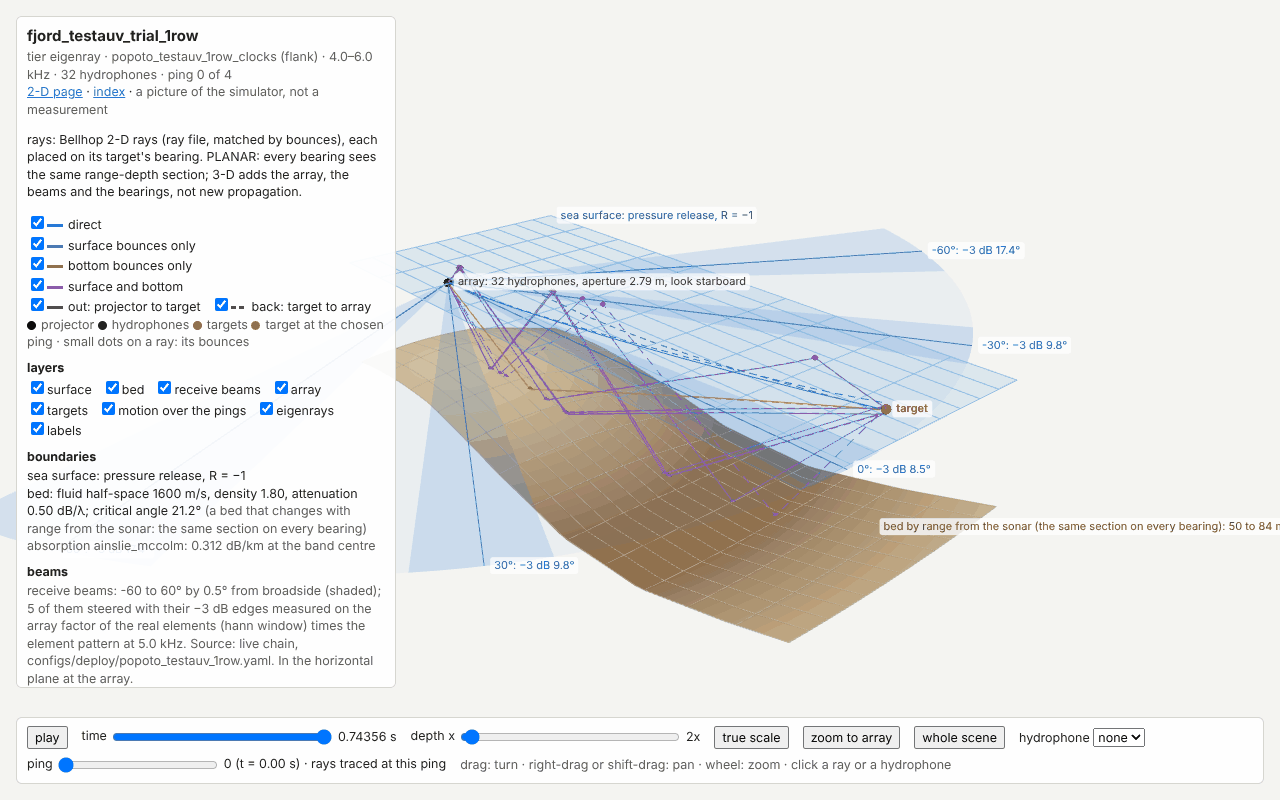 fjord_testauv_trial_1row
tier eigenray · popoto_testauv_1row_clocks (flank) · 4.0–6.0
kHz · 32 hydrophones · ping 0 of 4
2-D page · index · a picture of the simulator, not a
measurement
rays: Bellhop 2-D rays (ray file, matched by bounces), each
placed on its target's bearing. PLANAR: every bearing sees
the same range-depth section; 3-D adds the array, the
beams and the bearings, not new propagation.
direct
surface bounces only
bottom bounces only
surface and bottom
out: projector to target back: target to array
projector hydrophones targets target at the chosen
ping · small dots on a ray: its bounces
layers
surface bed receive beams array
targets motion over the pings eigenrays
labels
boundaries
sea surface: pressure release, R = −1
bed: fluid half-space 1600 m/s, density 1.80, attenuation
0.50 dB/λ; critical angle 21.2° (a bed that changes with
range from the sonar: the same section on every bearing)
absorption ainslie_mccolm: 0.312 dB/km at the band centre
beams
receive beams: -60 to 60° by 0.5° from broadside (shaded);
5 of them steered with their −3 dB edges measured on the
array factor of the real elements (hann window) times the
element pattern at 5.0 kHz. Source: live chain,
configs/deploy/popoto_testauv_1row.yaml. In the horizontal
plane at the array.
sea surface: pressure release, R = −1
-60°: −3 dB 17.4°
array: 32 hydrophones, aperture 2.79 m, look starboard
-30°: −3 dB 9.8°
target
0°: −3 dB 8.5°
bed by range from the sonar (the same section on every bearing): 50 to 84 m
30°: −3 dB 9.8°
play time 0.74356 s depth x 2x true scale zoom to array whole scene hydrophone none
ping 0 (t = 0.00 s) · rays traced at this ping drag: turn · right-drag or shift-drag: pan · wheel: zoom · click a ray or a hydrophone